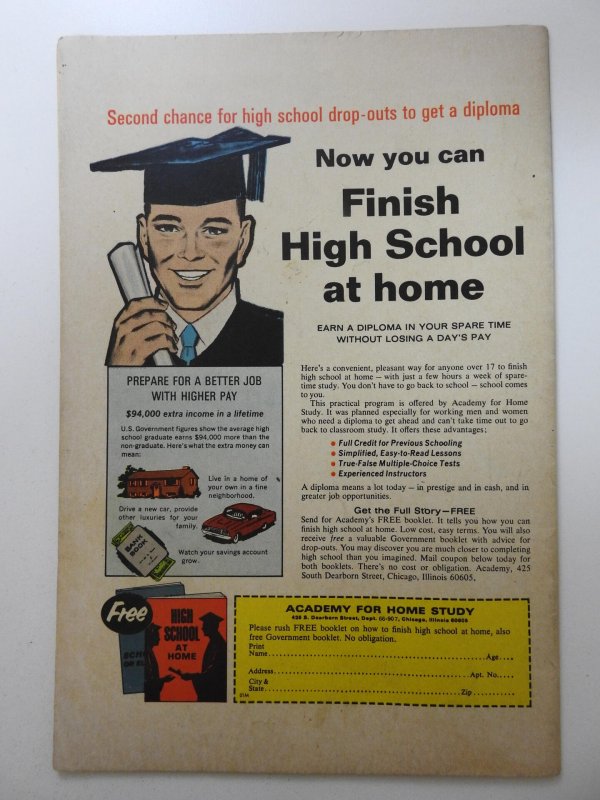 Second chance for high school drop-outs to get a diploma
Now you can
Finish
High School
at home
EARN A DIPLOMA IN YOUR SPARE TIME
WITHOUT LOSING A DAY'S PAY
PREPARE FOR A BETTER JOB
WITH HIGHER PAY
$94,000 extra income in a lifetime
U.S. Government figures show the average high
school graduate earns $94,000 more than the
non-graduate. Here's what the extra money can
mean:
Live in a home of
your own in a fine
neighborhood.
Drive a new car, provide
other luxuries for your
family.
BANK
BOOK
Watch your savings account
grow.
Here's a convenient, pleasant way for anyone over 17 to finish
high school at home — with just a few hours a week of spare-
time study. You don't have to go back to school — school comes
to you.
This practical program is offered by Academy for Home
Study. It was planned especially for working men and women
who need a diploma to get ahead and can't take time out to go
back to classroom study. It offers these advantages:
• Full Credit for Previous Schooling
• Simplified, Easy-to-Read Lessons
• True-False Multiple-Choice Tests
• Experienced Instructors
A diploma means a lot today — in prestige and in cash, and in
greater job opportunities.
Get the Full Story—FREE
Send for Academy's FREE booklet. It tells you how you can
finish high school at home. Low cost, easy terms. You will also
receive free a valuable Government booklet with advice for
drop-outs. You may discover you are much closer to completing
high school than you imagined. Mail coupon below today for
both booklets. There's no cost or obligation. Academy, 425
South Dearborn Street, Chicago, Illinois 60605.
Free
HIGH
SCHOOL
AT
HOME
SCH
OR EL
ACADEMY FOR HOME STUDY
425 S. Dearborn Street, Dept. 66-907, Chicago, Illinois 60605
Please rush FREE booklet on how to finish high school at home, also
free Government booklet. No obligation.
Print
Name Age
Address Apt. No.
City &
State Zip